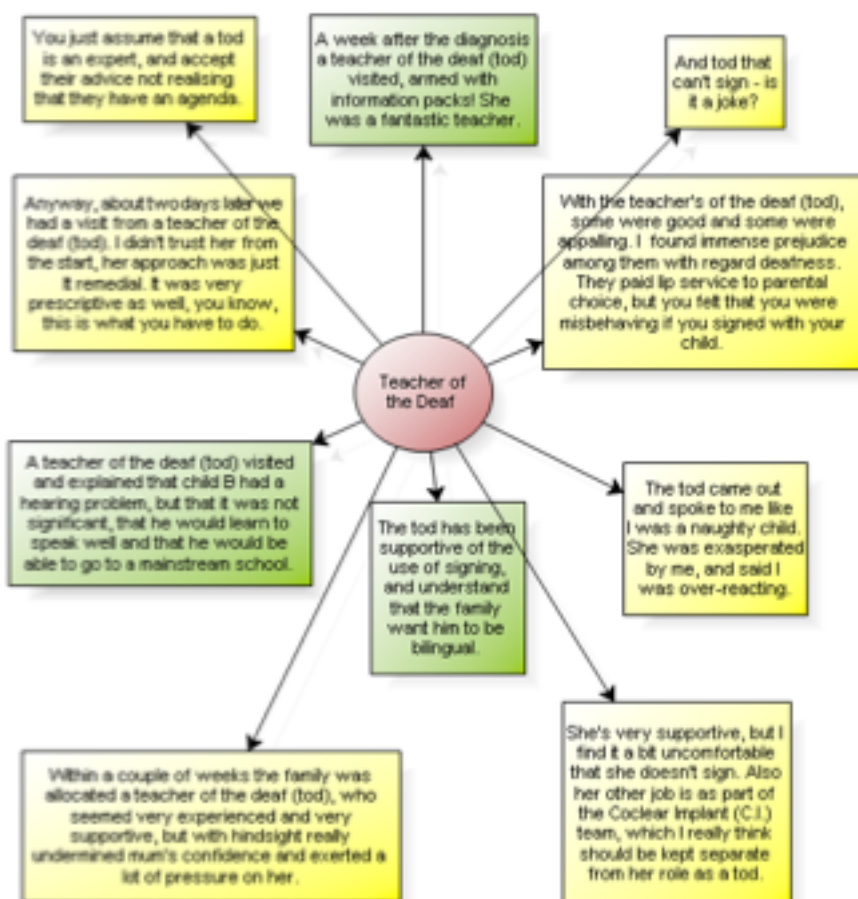 You just assume that a tod
is an expert, and accept
their advice not realising
that they have an agenda.
A week after the diagnosis
a teacher of the deaf (tod)
visited, armed with
information packs! She
was a fantastic teacher.
And tod that
can't sign - is
it a joke?
Anyway, about two days later we
had a visit from a teacher of the
deaf (tod). I didn't trust her from
the start, her approach was just
it remedial. It was very
prescriptive as well, you know,
this is what you have to do.
With the teacher's of the deaf (tod),
some were good and some were
appalling. I found immense prejudice
among them with regard deafness.
They paid lip service to parental
choice, but you felt that you were
misbehaving if you signed with your
child.
Teacher of
the Deaf
A teacher of the deaf (tod) visited
and explained that child B had a
hearing problem, but that it was not
significant, that he would learn to
speak well and that he would be
able to go to a mainstream school.
The tod has been
supportive of the
use of signing,
and understand
that the family
want him to be
bilingual.
The tod came out
and spoke to me like
I was a naughty child.
She was exasperated
by me, and said I
was over-reacting.
Within a couple of weeks the family was
allocated a teacher of the deaf (tod), who
seemed very experienced and very
supportive, but with hindsight really
undermined mum's confidence and exerted a
lot of pressure on her.
She's very supportive, but I
find it a bit uncomfortable
that she doesn't sign. Also
her other job is as part of
the Coclear Implant (C.I.)
team, which I really think
should be kept separate
from her role as a tod.